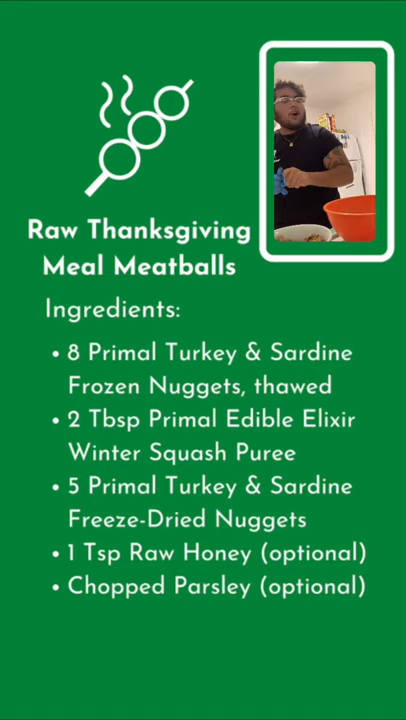 Raw Thanksgiving
Meal Meatballs
Ingredients:
• 8 Primal Turkey & Sardine
Frozen Nuggets, thawed
• 2 Tbsp Primal Edible Elixir
Winter Squash Puree
• 5 Primal Turkey & Sardine
Freeze-Dried Nuggets
• 1 Tsp Raw Honey (optional)
• Chopped Parsley (optional)